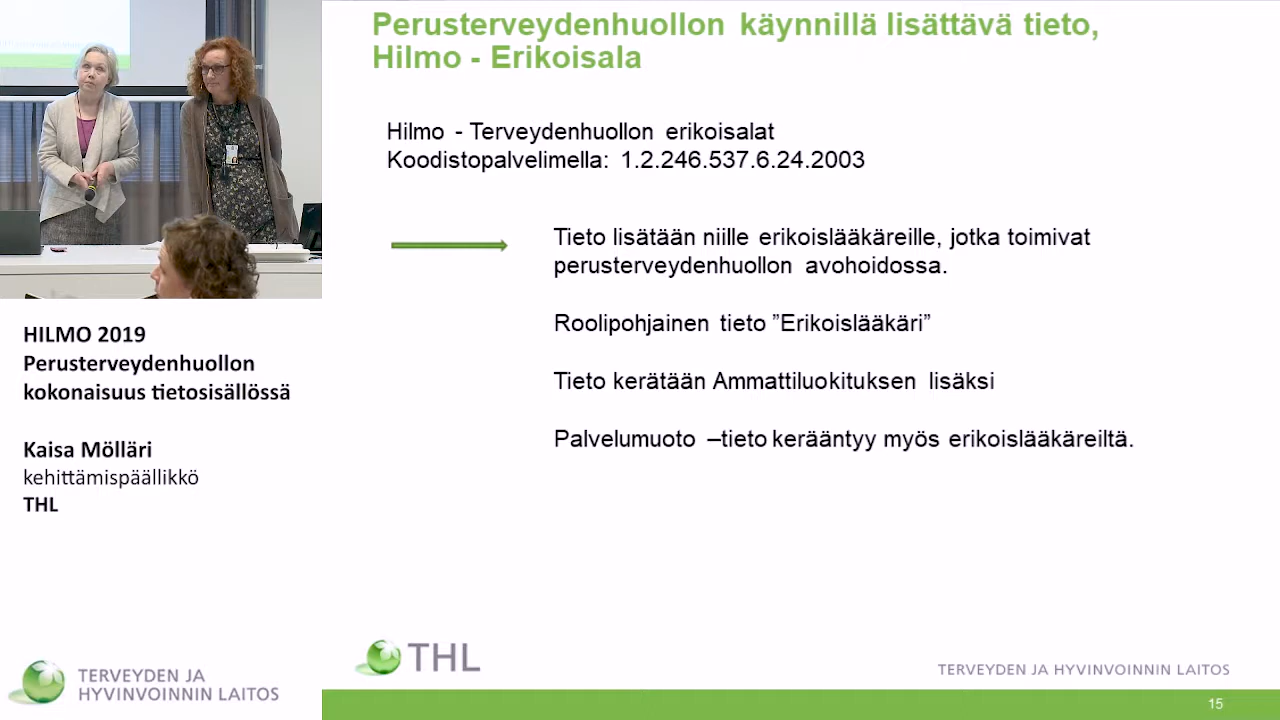 Perusterveydenhuollon käynnillä lisättävä tieto,
Hilmo - Erikoisala
Hilmo - Terveydenhuollon erikoisalat
Koodistopalvelimella: 1.2.246.537.6.24.2003
Tieto lisätään niille erikoislääkäreille, jotka toimivat
perusterveydenhuollon avohoidossa.
Roolipohjainen tieto ”Erikoislääkäri”
Tieto kerätään Ammattiluokituksen lisäksi
Palvelumuoto –tieto kerääntyy myös erikoislääkäreiltä.
HILMO 2019
Perusterveydenhuollon
kokonaisuus tietosisällössä
Kaisa Mölläri
kehittämispäällikkö
THL
TERVEYDEN JA
HYVINVOINNIN LAITOS
THL
TERVEYDEN JA HYVINVOINNIN LAITOS
15